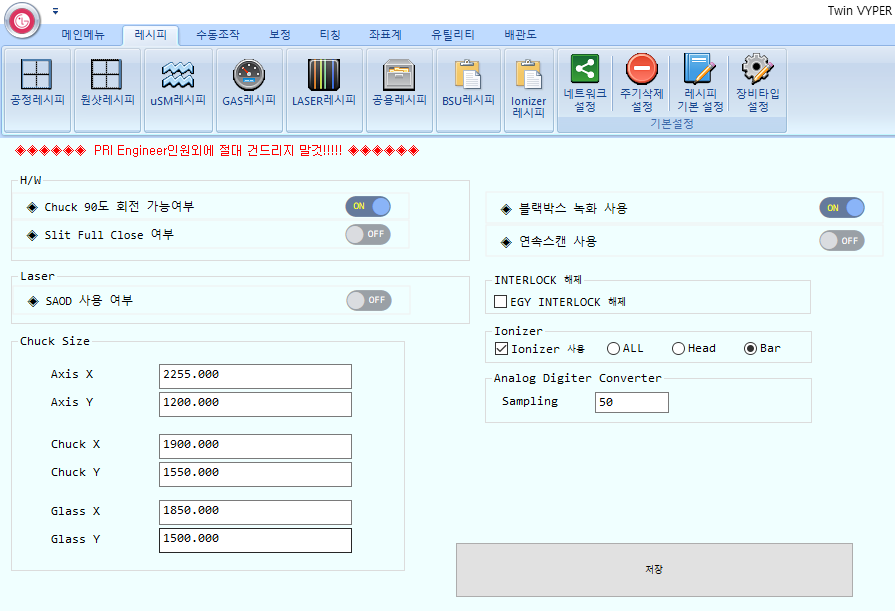 Twin VYPER
메인메뉴 레시피 수동조작 보정 티칭 좌표계 유틸리티 배관도
공정레시피 원샷레시피 uSM레시피 GAS레시피 LASER레시피 공용레시피 BSU레시피 Ionizer 레시피 네트워크 설정 주기삭제 설정 레시피 기본 설정 장비타입 설정
기본설정
◈◈◈◈◈◈ PRI Engineer인원외에 절대 건드리지 말것!!!!! ◈◈◈◈◈◈
H/W
Chuck 90도 회전 가능여부 ON
Slit Full Close 여부 OFF
블랙박스 녹화 사용 ON
연속스캔 사용 OFF
Laser
SAOD 사용 여부 OFF
INTERLOCK 해제
EGY INTERLOCK 해제
Ionizer
Ionizer 사용 ALL Head Bar
Analog Digiter Converter
Sampling 50
Chuck Size
Axis X 2255.000
Axis Y 1200.000
Chuck X 1900.000
Chuck Y 1550.000
Glass X 1850.000
Glass Y 1500.000
저장